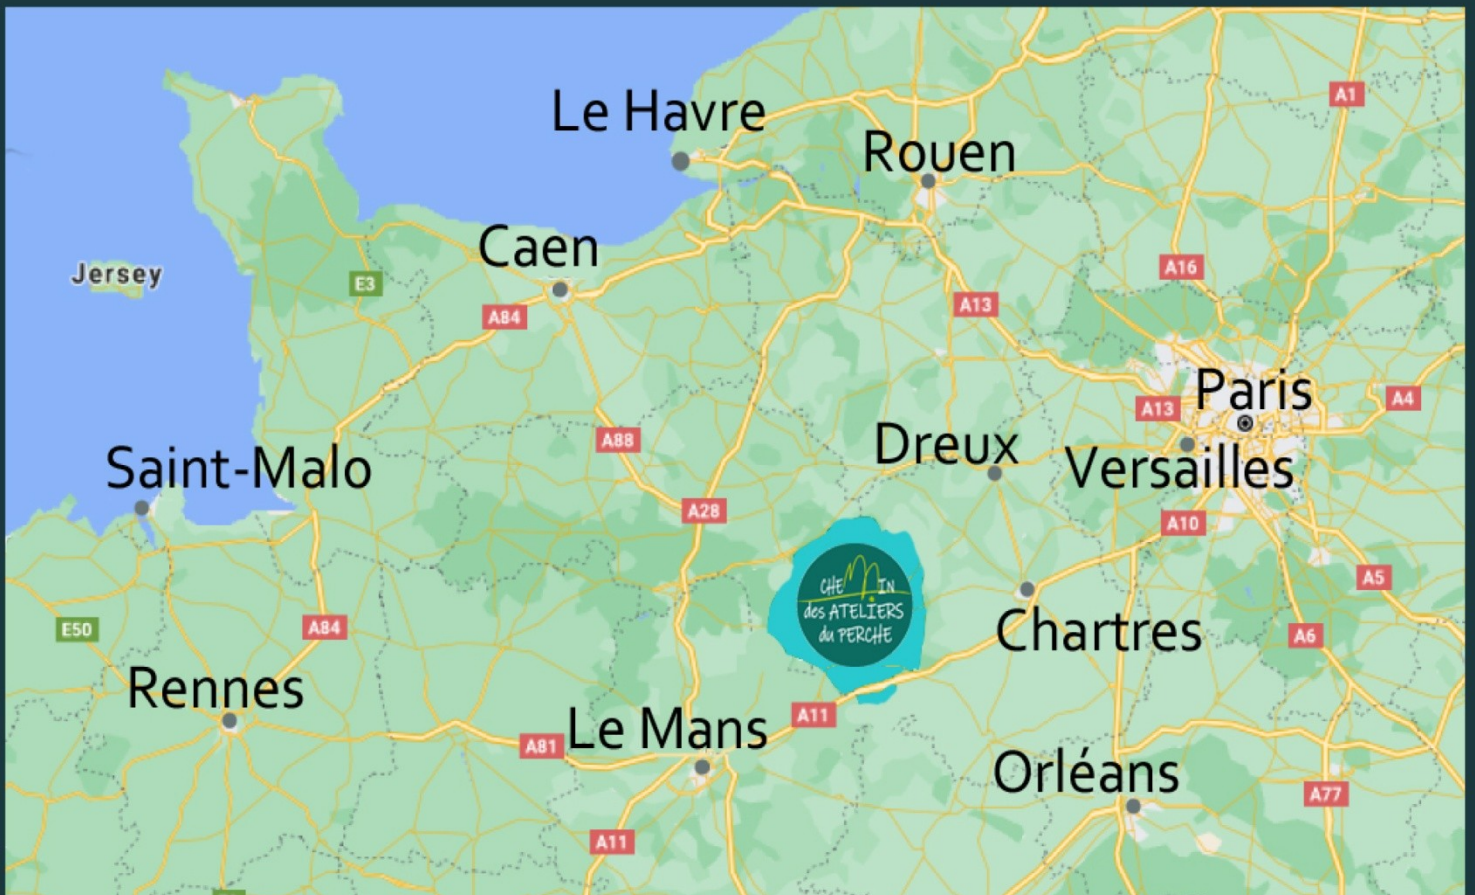 A1
Le Havre
Rouen
Caen
Jersey
E3
A16
A84
A13
Paris
A13
A4
A88
Dreux
Versailles
Saint-Malo
A28
A10
CHEMIN
des ATELIERS
du PERCHE
A5
Chartres
E50
A84
A6
Rennes
A11
Le Mans
A81
Orléans
A77
A11